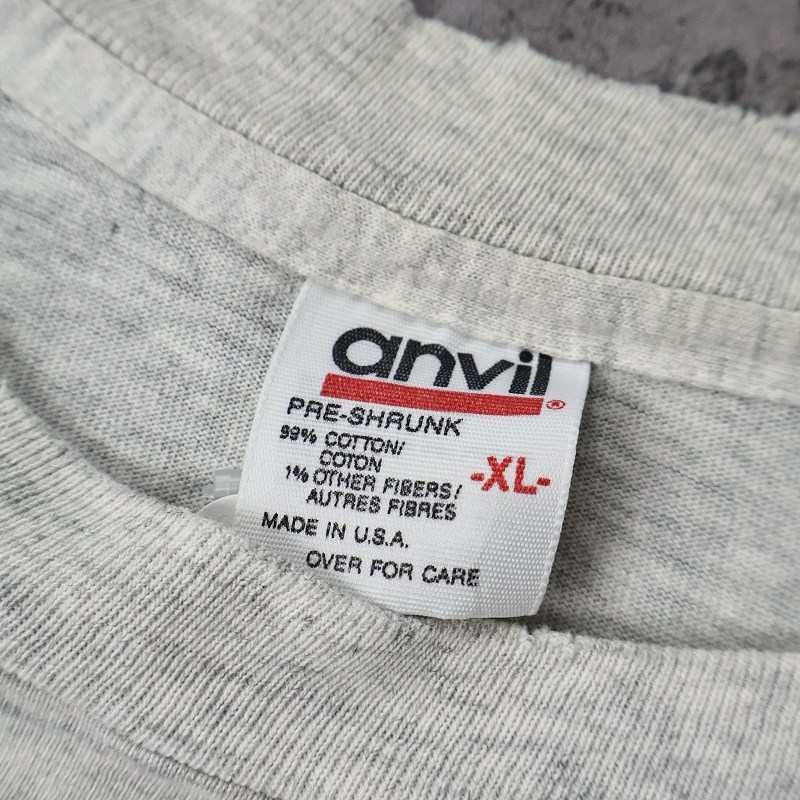 anvil®
PRE-SHRUNK
99% COTTON/
COTON
1% OTHER FIBERS/
AUTRES FIBRES
-XL-
MADE IN U.S.A.
OVER FOR CARE